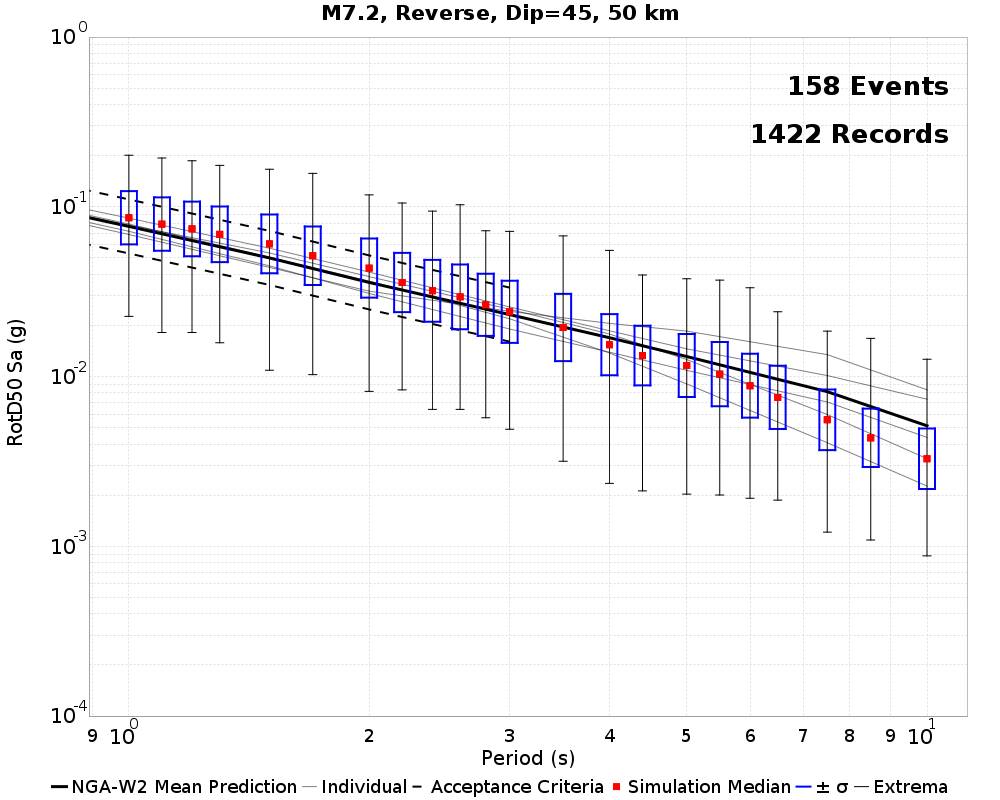 M7.2, Reverse, Dip=45, 50 km
158 Events
1422 Records
RotD50 Sa (g)
10^0
10^-1
10^-2
10^-3
10^-4
9 10^0 2 3 4 5 6 7 8 9 10^1
Period (s)
NGA-W2 Mean Prediction Individual Acceptance Criteria Simulation Median ± σ Extrema